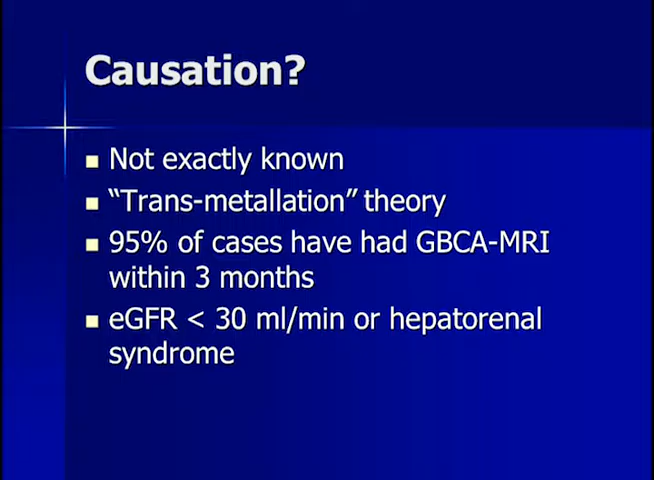 Causation?
Not exactly known
“Trans-metallation” theory
95% of cases have had GBCA-MRI
within 3 months
eGFR < 30 ml/min or hepatorenal
syndrome